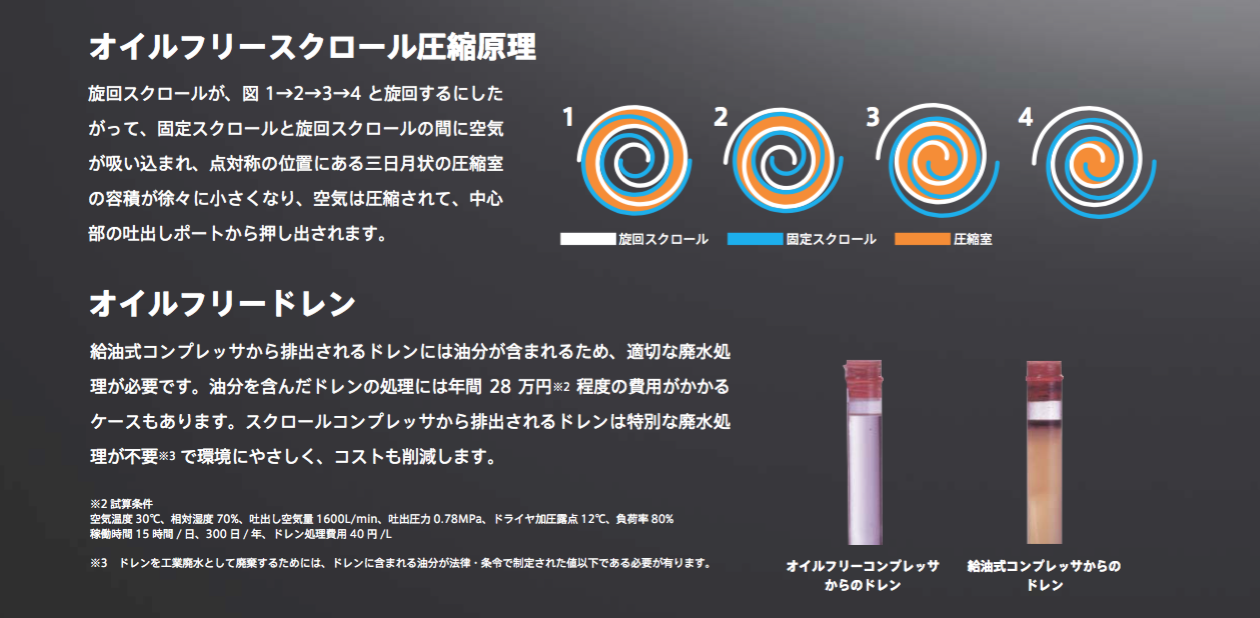 オイルフリースクロール圧縮原理
旋回スクロールが、図 1→2→3→4 と旋回するにした
がって、固定スクロールと旋回スクロールの間に空気
が吸い込まれ、点対称の位置にある三日月状の圧縮室
の容積が徐々に小さくなり、空気は圧縮されて、中心
部の吐出しポートから押し出されます。
1
2
3
4
旋回スクロール
固定スクロール
圧縮室
オイルフリードレン
給油式コンプレッサから排出されるドレンには油分が含まれるため、適切な廃水処
理が必要です。油分を含んだドレンの処理には年間 28 万円※2 程度の費用がかかる
ケースもあります。スクロールコンプレッサから排出されるドレンは特別な廃水処
理が不要※3 で環境にやさしく、コストも削減します。
※2 試算条件
空気温度 30℃、相対湿度 70%、吐出し空気量 1600L/min、吐出圧力 0.78MPa、ドライヤ加圧露点 12℃、負荷率 80%
稼働時間 15 時間 / 日、300 日 / 年、ドレン処理費用 40 円 /L
※3　ドレンを工業廃水として廃棄するためには、ドレンに含まれる油分が法律・条令で制定された値以下である必要が有ります。
オイルフリーコンプレッサ
からのドレン
給油式コンプレッサからの
ドレン